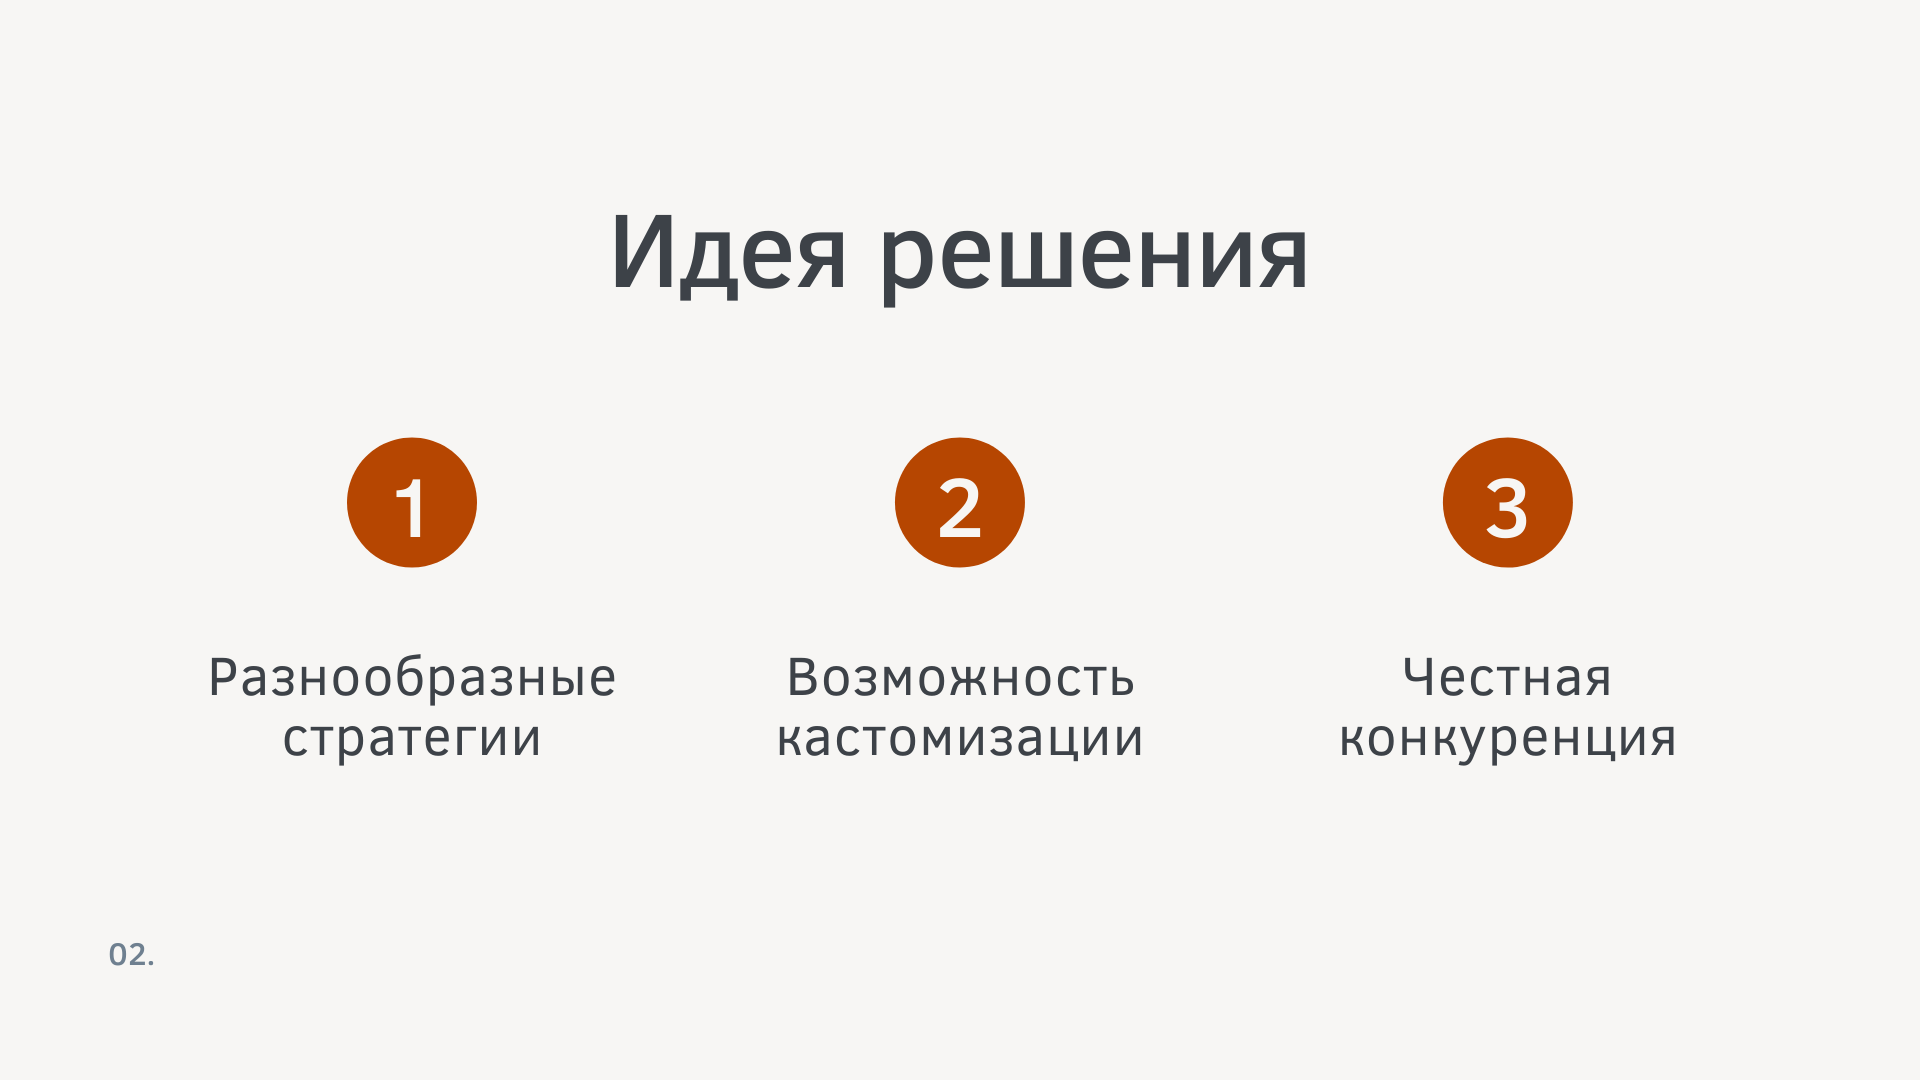 Идея решения
1
2
3
Разнообразные
стратегии
Возможность
кастомизации
Честная
конкуренция
02.